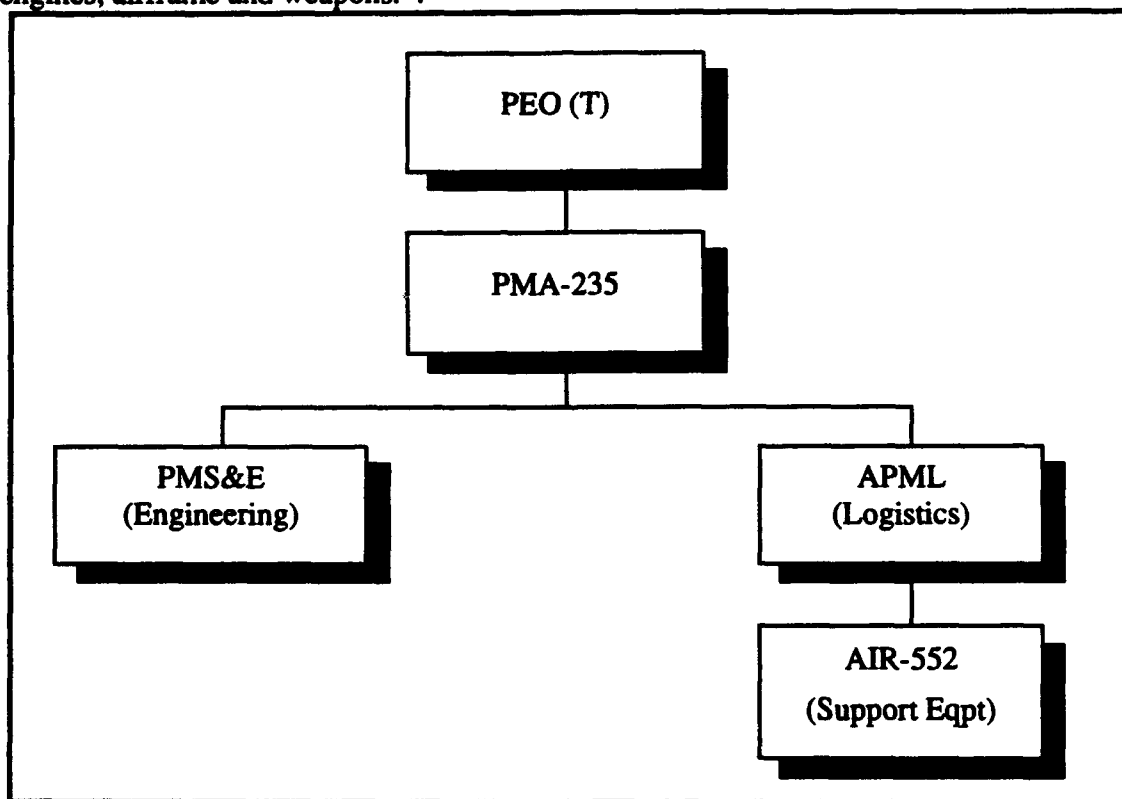 engines, airframe and weapons.
PEO (T)
PMA-235
PMS&E
(Engineering)
APML
(Logistics)
AIR-552
(Support Eqpt)